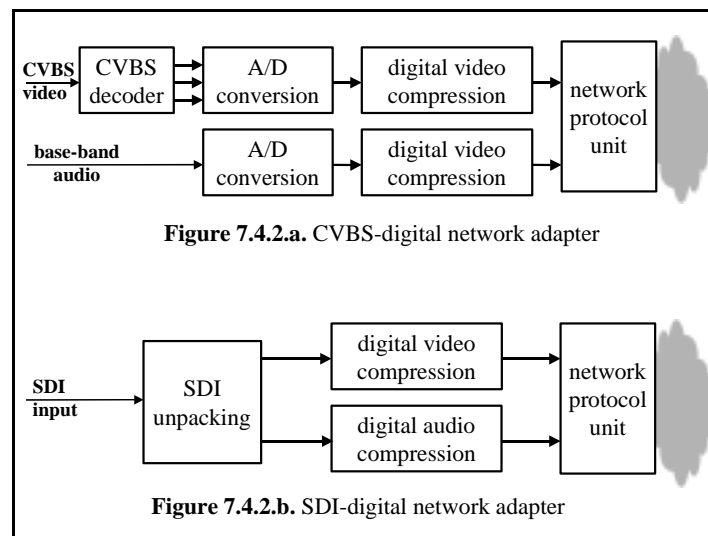 CVBS
video
CVBS
decoder
A/D
conversion
digital video
compression
network
protocol
unit
base-band
audio
A/D
conversion
digital video
compression
Figure 7.4.2.a. CVBS-digital network adapter
SDI
input
SDI
unpacking
digital video
compression
digital audio
compression
network
protocol
unit
Figure 7.4.2.b. SDI-digital network adapter